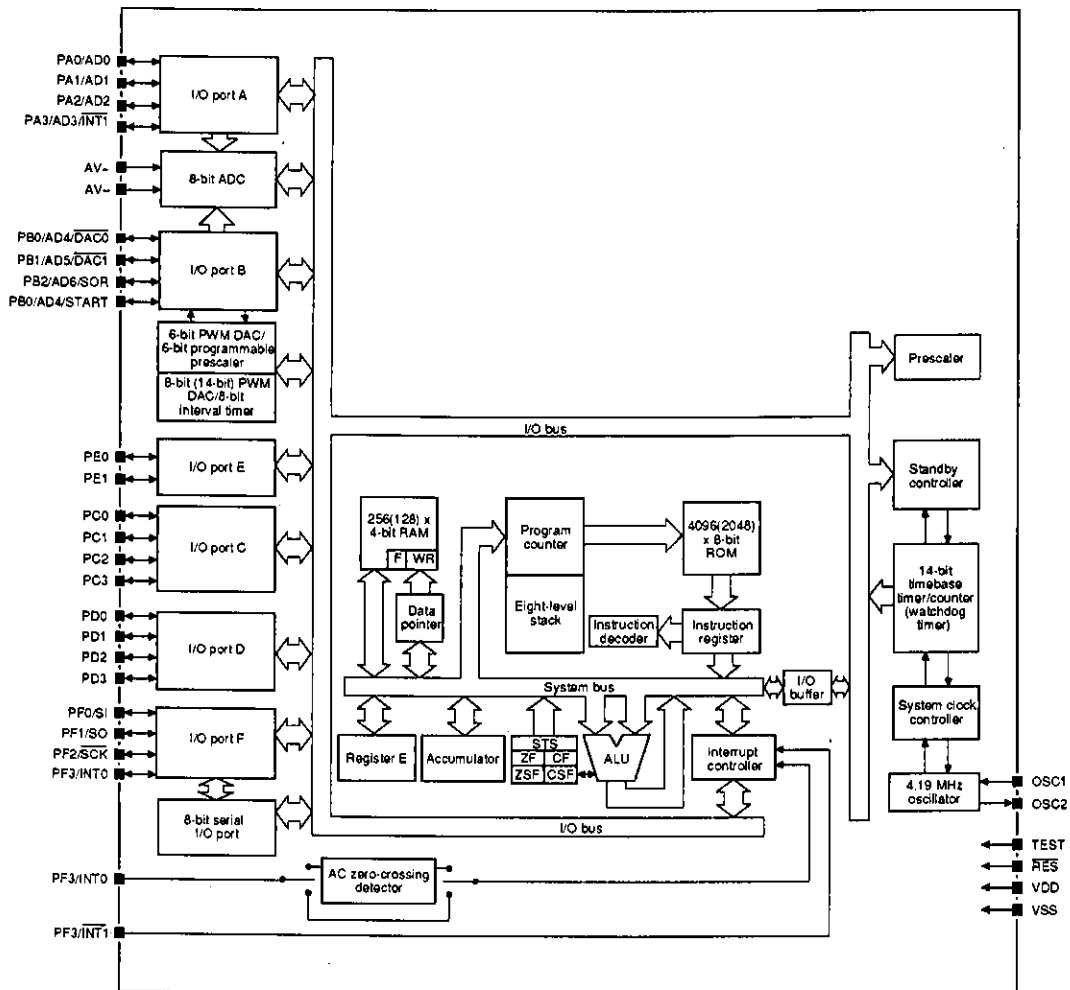 PA0/AD0
PA1/AD1
PA2/AD2
PA3/AD3/INT1
I/O port A
AV-
AV-
8-bit ADC
PB0/AD4/DAC0
PB1/AD5/DAC1
PB2/AD6/SOR
PB0/AD4/START
I/O port B
6-bit PWM DAC/
6-bit programmable
prescaler
8-bit (14-bit) PWM
DAC/8-bit
interval timer
Prescaler
I/O bus
PE0
PE1
I/O port E
Standby
controller
PC0
PC1
PC2
PC3
I/O port C
256(128) x
4-bit RAM
F
WR
Data
pointer
Program
counter
Eight-level
stack
4096(2048)
x 8-bit
ROM
Instruction
decoder
Instruction
register
14-bit
timebase
timer/counter
(watchdog
timer)
PD0
PD1
PD2
PD3
I/O port D
System bus
I/O
buffer
System clock
controller
PF0/SI
PF1/SO
PF2/SCK
PF3/INT0
I/O port F
Register E
Accumulator
STS
ZF
CF
ZSF
CSF
ALU
Interrupt
controller
4.19 MHz
oscillator
OSC1
OSC2
8-bit serial
I/O port
I/O bus
TEST
RES
VDD
VSS
PF3/INT0
AC zero-crossing
detector
PF3/INT1